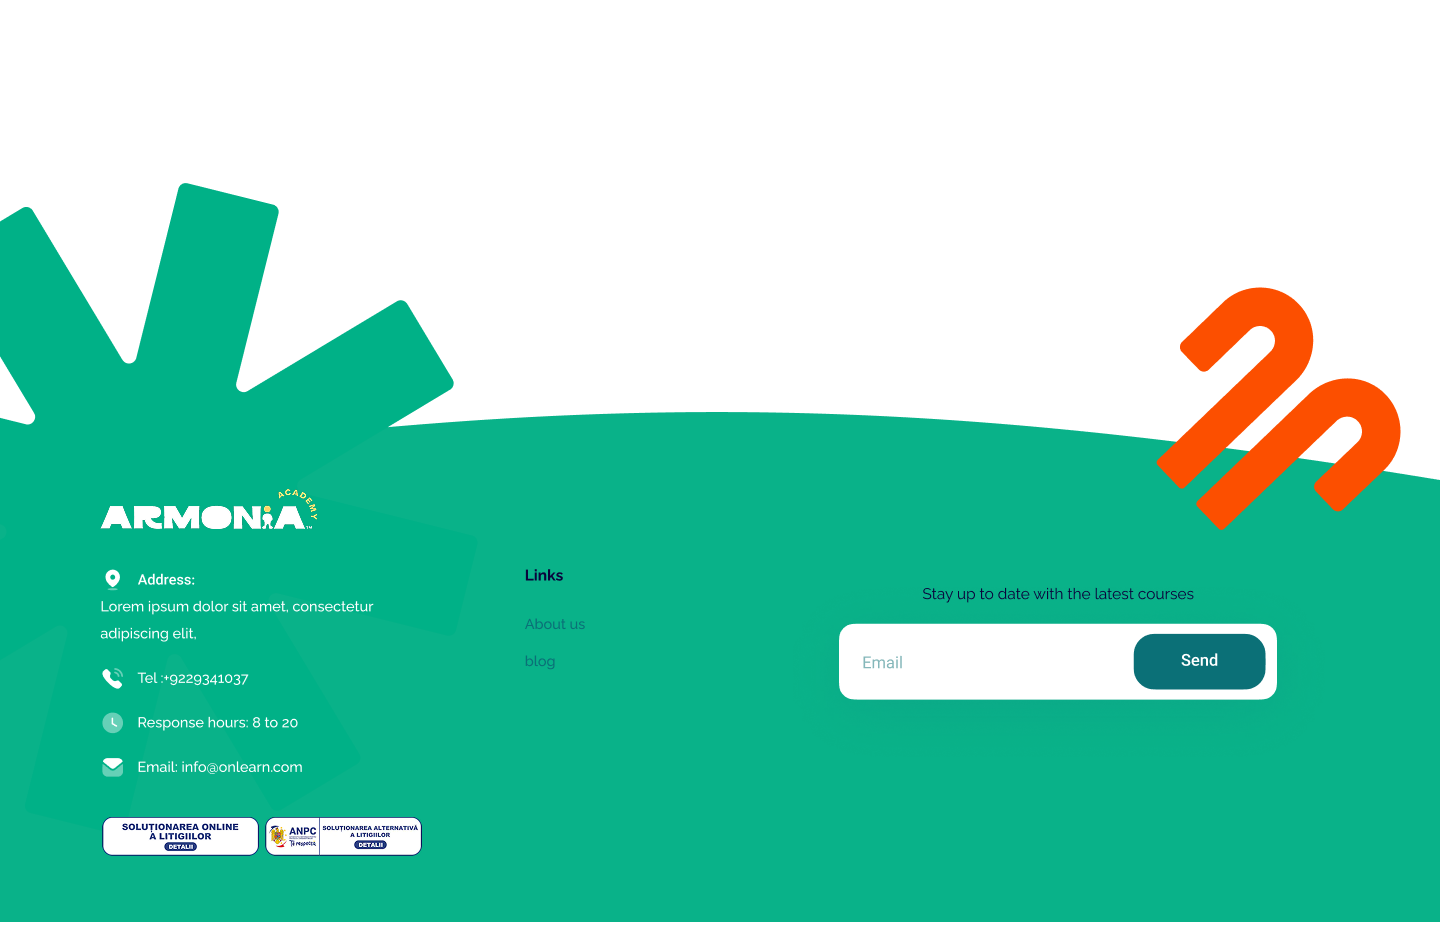 ACADEMY
ARMONiA
Address:
Lorem ipsum dolor sit amet, consectetur
adipiscing elit,
Tel :+9229341037
Response hours: 8 to 20
Email: info@onlearn.com
SOLUȚIONAREA ONLINE
A LITIGIILOR
DETALII
ANPC
Te respectă
SOLUȚIONAREA ALTERNATIVĂ
A LITIGIILOR
DETALII
Links
About us
blog
Stay up to date with the latest courses
Email
Send